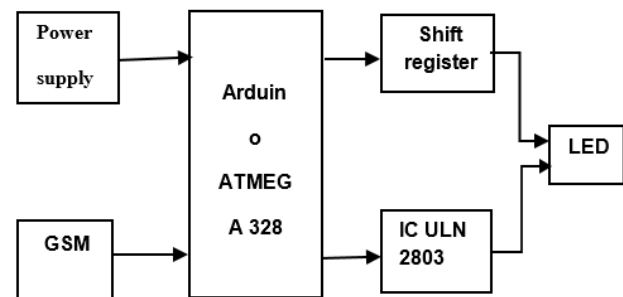 Power
supply
GSM
Arduin
o
ATMEG
A 328
Shift
register
IC ULN
2803
LED